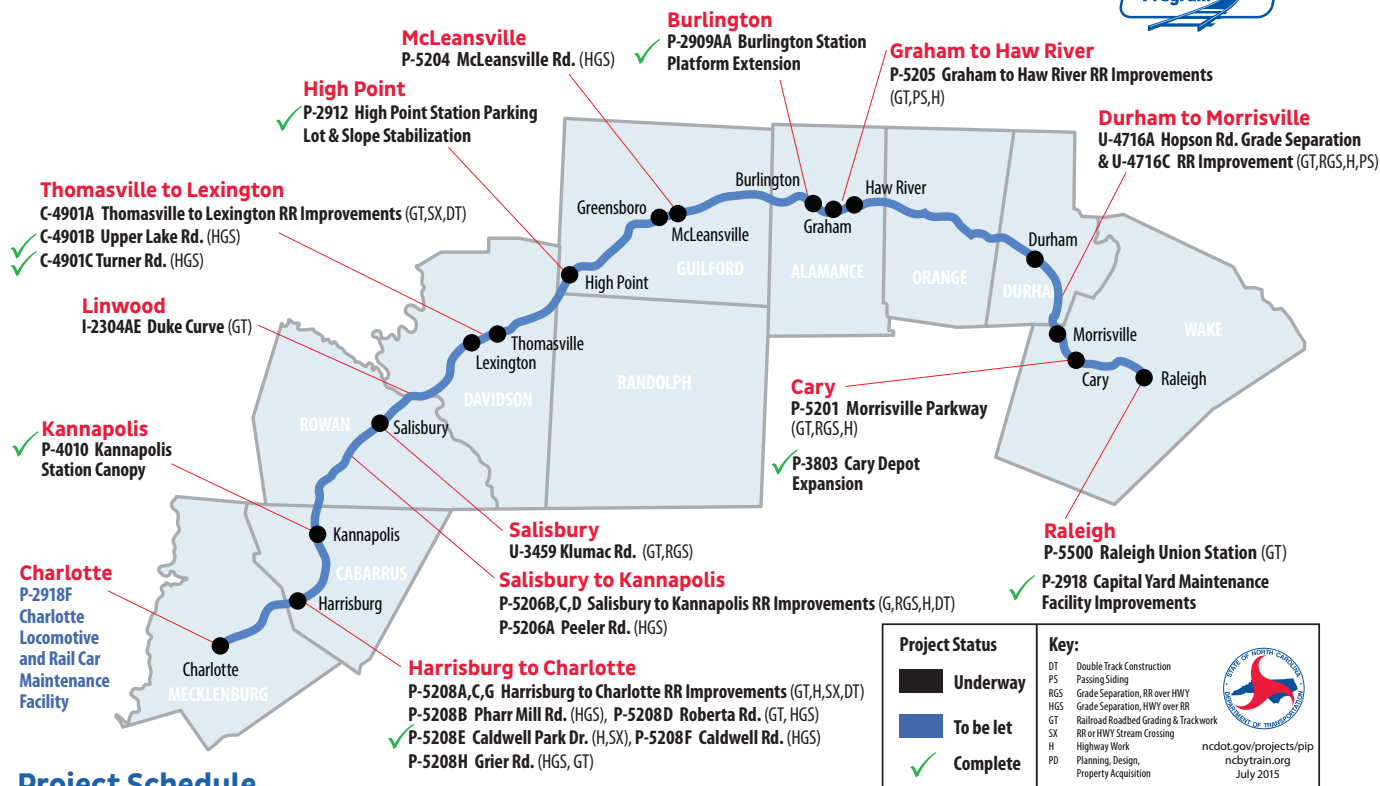 Program
Burlington
P-2909AA Burlington Station
Platform Extension
McLeansville
P-5204 McLeansville Rd. (HGS)
Graham to Haw River
P-5205 Graham to Haw River RR Improvements
(GT,PS,H)
High Point
P-2912 High Point Station Parking
Lot & Slope Stabilization
Durham to Morrisville
U-4716A Hopson Rd. Grade Separation
& U-4716C RR Improvement (GT,RGS,H,PS)
Thomasville to Lexington
C-4901A Thomasville to Lexington RR Improvements (GT,SX,DT)
C-4901B Upper Lake Rd. (HGS)
C-4901C Turner Rd. (HGS)
Linwood
I-2304AE Duke Curve (GT)
Burlington
Haw River
Greensboro
McLeansville
Graham
Durham
GUILFORD
ALAMANCE
ORANGE
DURHA
High Point
Morrisville
WAKE
Thomasville
Lexington
Cary
Raleigh
RANDOLPH
DAVIDSON
ROWAN
Salisbury
Cary
P-5201 Morrisville Parkway
(GT,RGS,H)
P-3803 Cary Depot
Expansion
Kannapolis
P-4010 Kannapolis
Station Canopy
Kannapolis
CABARRUS
Harrisburg
Charlotte
MECKLENBURG
Salisbury
U-3459 Klumac Rd. (GT,RGS)
Raleigh
P-5500 Raleigh Union Station (GT)
P-2918 Capital Yard Maintenance
Facility Improvements
Charlotte
P-2918F
Charlotte
Locomotive
and Rail Car
Maintenance
Facility
Salisbury to Kannapolis
P-5206B,C,D Salisbury to Kannapolis RR Improvements (G,RGS,H,DT)
P-5206A Peeler Rd. (HGS)
Harrisburg to Charlotte
P-5208A,C,G Harrisburg to Charlotte RR Improvements (GT,H,SX,DT)
P-5208B Pharr Mill Rd. (HGS), P-5208D Roberta Rd. (GT, HGS)
P-5208E Caldwell Park Dr. (H,SX), P-5208F Caldwell Rd. (HGS)
P-5208H Grier Rd. (HGS, GT)
Project Status
Underway
To be let
Complete
Key:
DT Double Track Construction
PS Passing Siding
RGS Grade Separation, RR over HWY
HGS Grade Separation, HWY over RR
GT Railroad Roadbed Grading & Trackwork
SX RR or HWY Stream Crossing
H Highway Work
PD Planning, Design,
Property Acquisition
STATE OF NORTH CAROLINA
DEPARTMENT OF TRANSPORTATION
ncdot.gov/projects/pip
ncbytrain.org
July 2015
Project Schedule